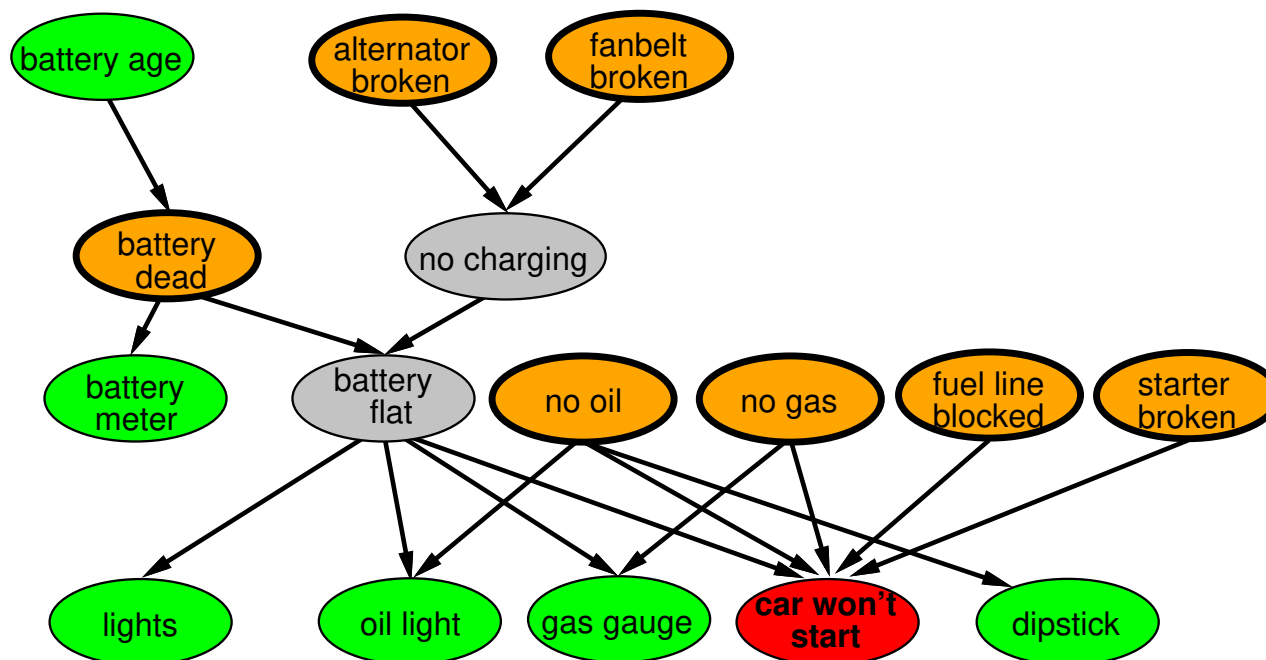 battery age
alternator
broken
fanbelt
broken
battery
dead
no charging
battery
meter
battery
flat
no oil
no gas
fuel line
blocked
starter
broken
lights
oil light
gas gauge
car won't
start
dipstick